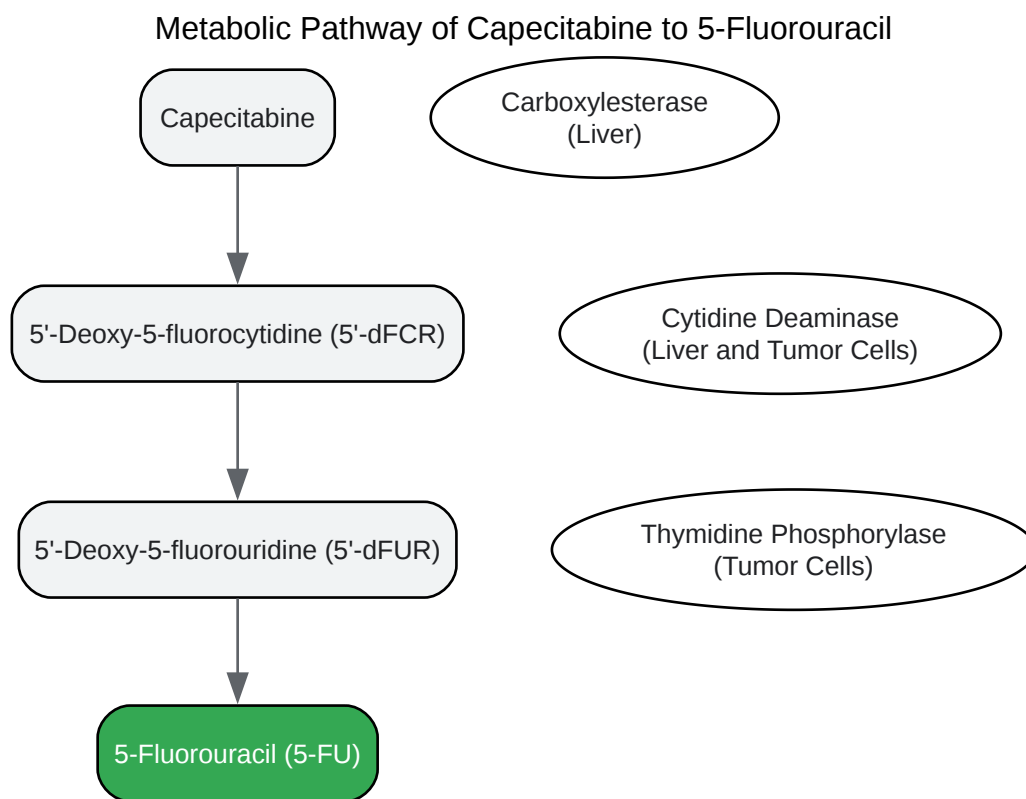 Metabolic Pathway of Capecitabine to 5-Fluorouracil
Capecitabine
Carboxylesterase
(Liver)
5'-Deoxy-5-fluorocytidine (5'-dFCR)
Cytidine Deaminase
(Liver and Tumor Cells)
5'-Deoxy-5-fluorouridine (5'-dFUR)
Thymidine Phosphorylase
(Tumor Cells)
5-Fluorouracil (5-FU)